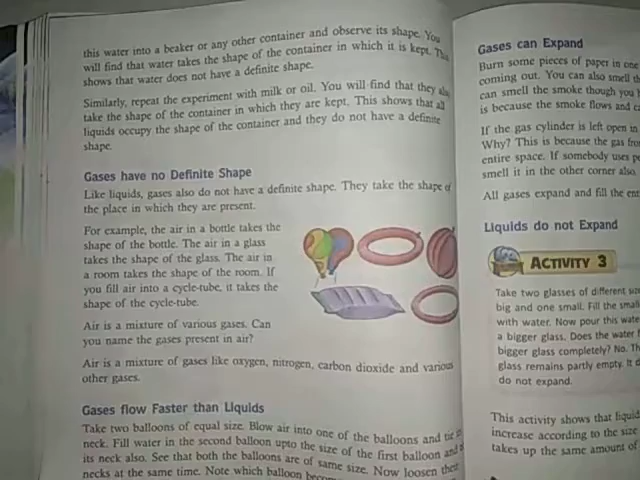 this water into a beaker or any other container and observe its shape. You
will find that water takes the shape of the container in which it is kept. This
shows that water does not have a definite shape.
Similarly, repeat the experiment with milk or oil. You will find that they also
take the shape of the container in which they are kept. This shows that all
liquids occupy the shape of the container and they do not have a definite
shape.
Gases have no Definite Shape
Like liquids, gases also do not have a definite shape. They take the shape of
the place in which they are present.
For example, the air in a bottle takes the
shape of the bottle. The air in a glass
takes the shape of the glass. The air in
a room takes the shape of the room. If
you fill air into a cycle-tube, it takes the
shape of the cycle-tube.
Air is a mixture of various gases. Can
you name the gases present in air?
Air is a mixture of gases like oxygen, nitrogen, carbon dioxide and various
other gases.
Gases flow Faster than Liquids
Take two balloons of equal size. Blow air into one of the balloons and tie
neck. Fill water in the second balloon upto the size of the first balloon and
its neck also. See that both the balloons are of same size. Now loosen their
necks at the same time. Note which balloon
Gases can Expand
Burn some pieces of paper in one
coming out. You can also smell
can smell the smoke though you
is because the smoke flows and
If the gas cylinder is left open in
Why? This is because the gas
entire space. If somebody uses
smell it in the other corner also.
All gases expand and fill the
Liquids do not Expand
ACTIVITY 3
Take two glasses of different
big and one small. Fill the
with water. Now pour this
a bigger glass. Does the water
bigger glass completely? No.
glass remains partly empty. It
do not expand.
This activity shows that
increase according to the size
takes up the same amount of